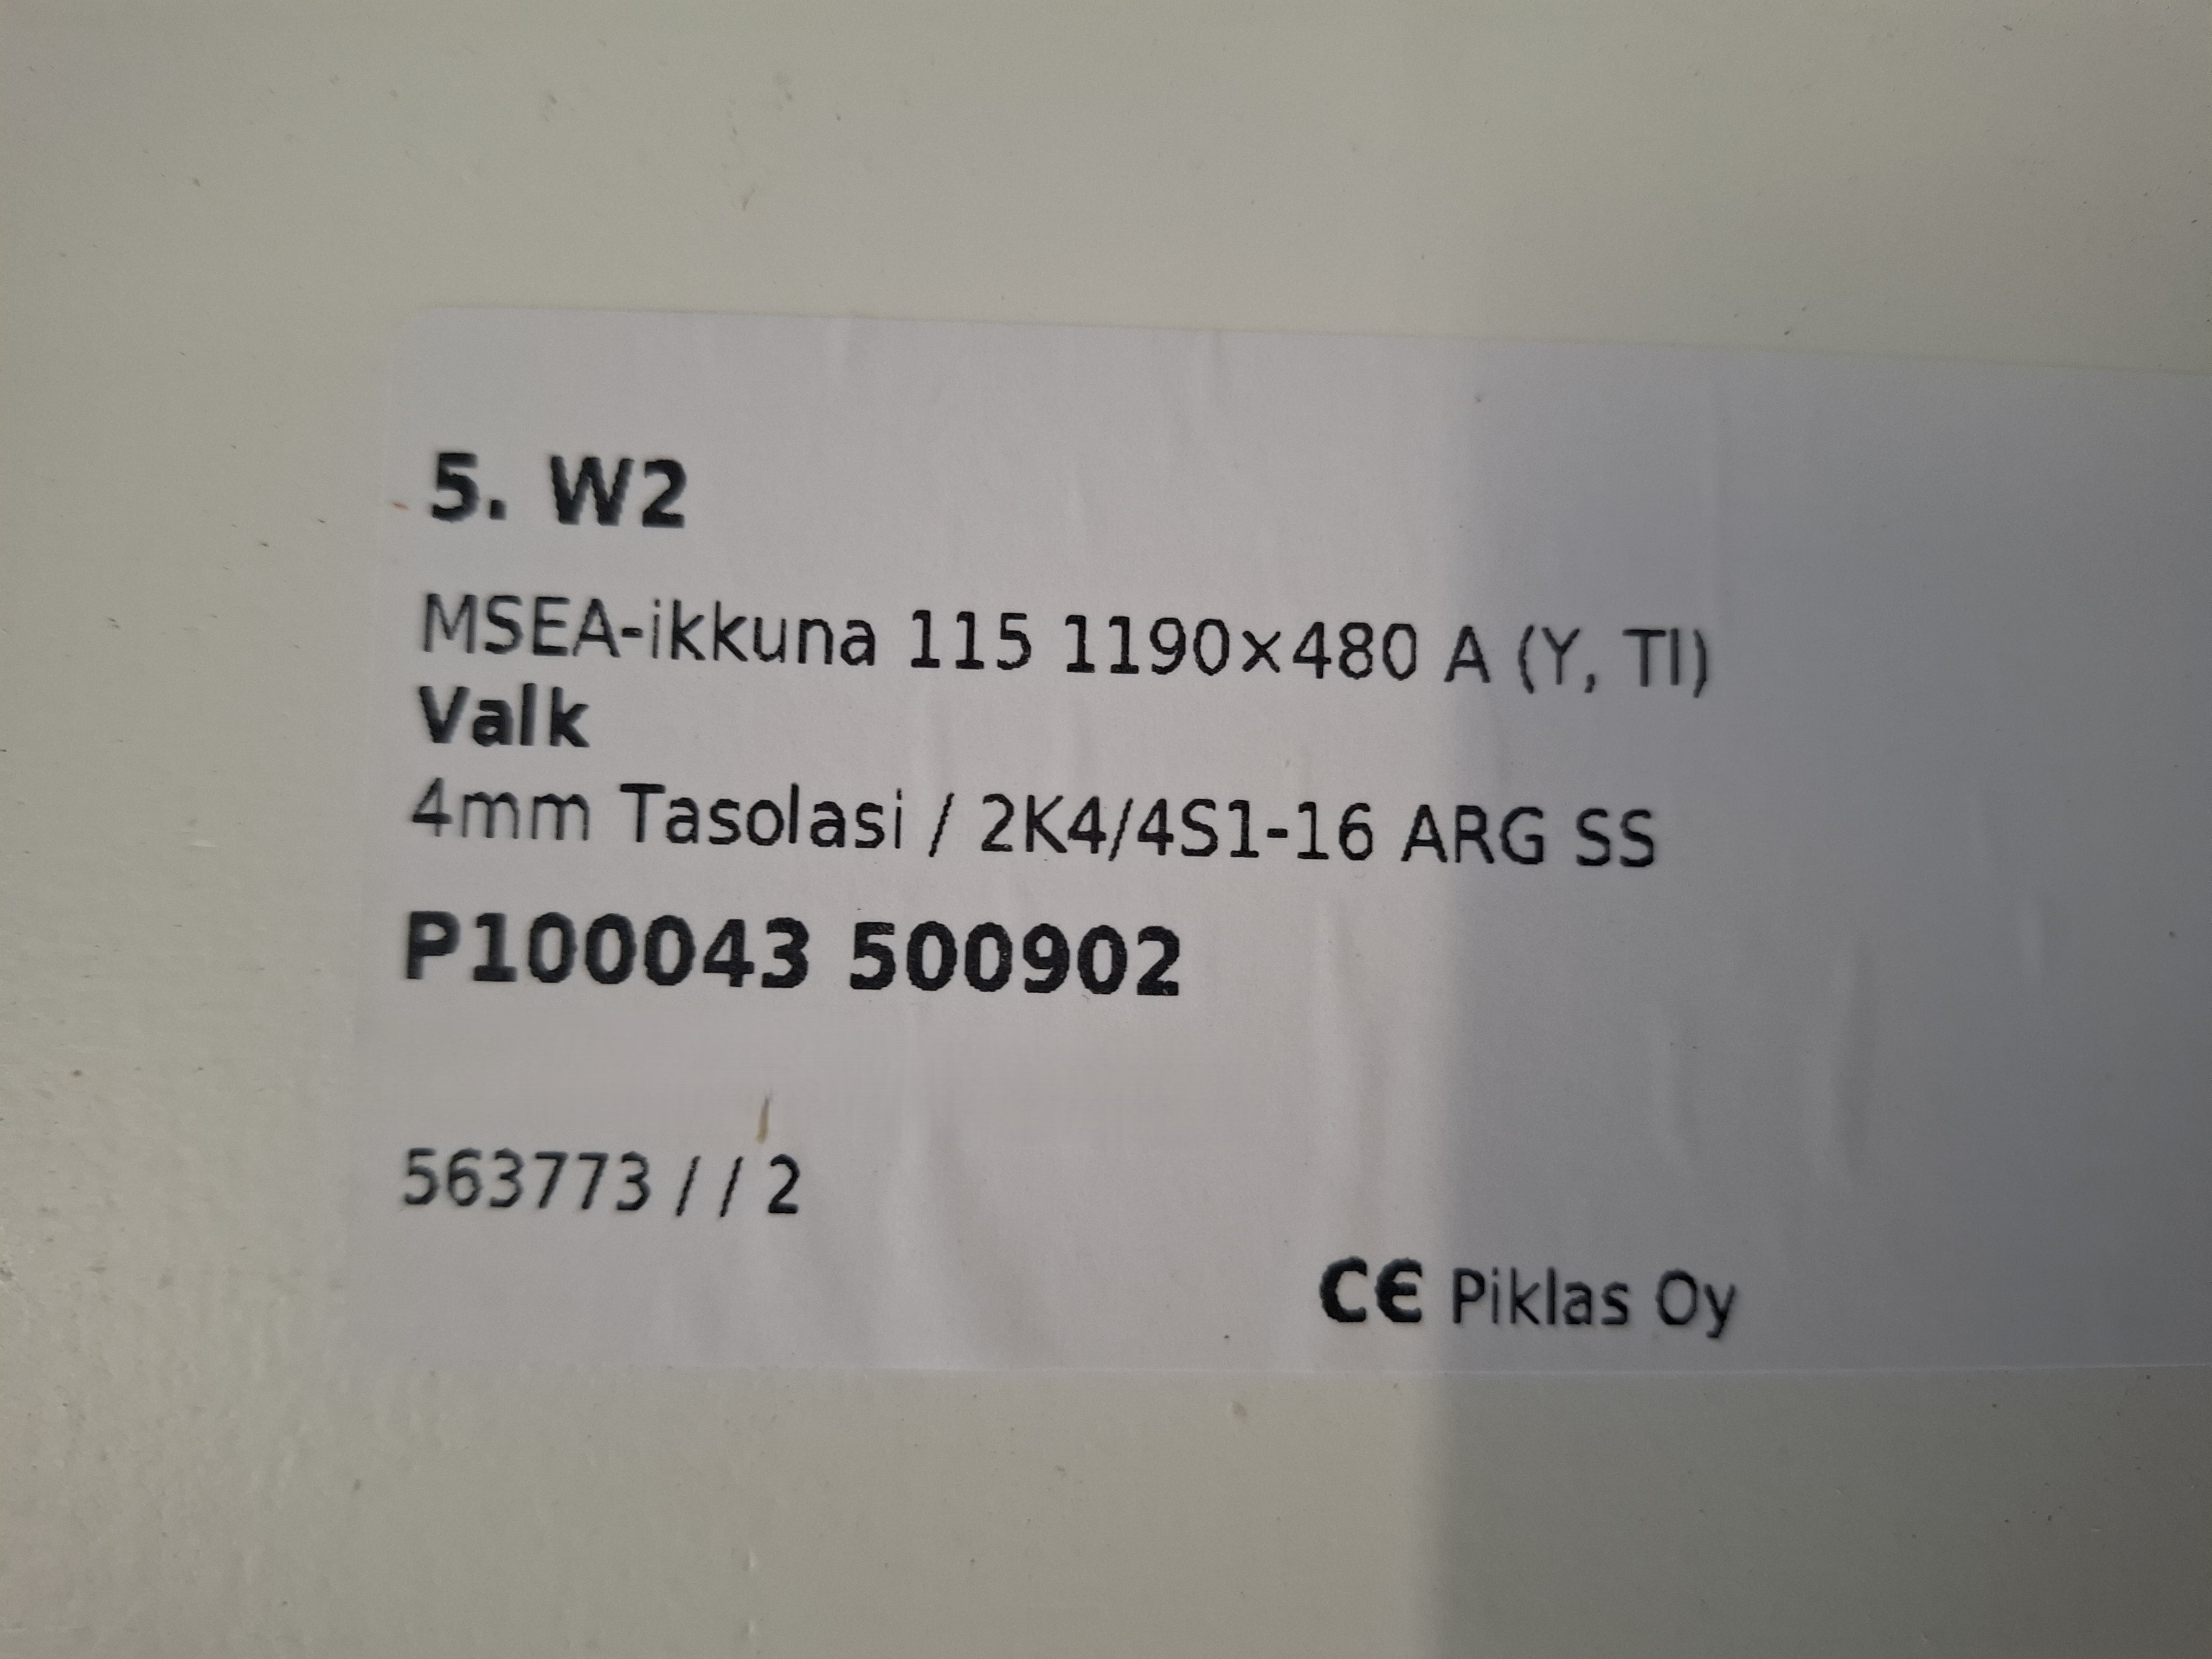 5. W2
MSEA-ikkuna 115 1190×480 A (Y, TI)
Valk
4mm Tasolasi / 2K4/4S1-16 ARG SS
P100043 500902
563773 / / 2
CE Piklas Oy